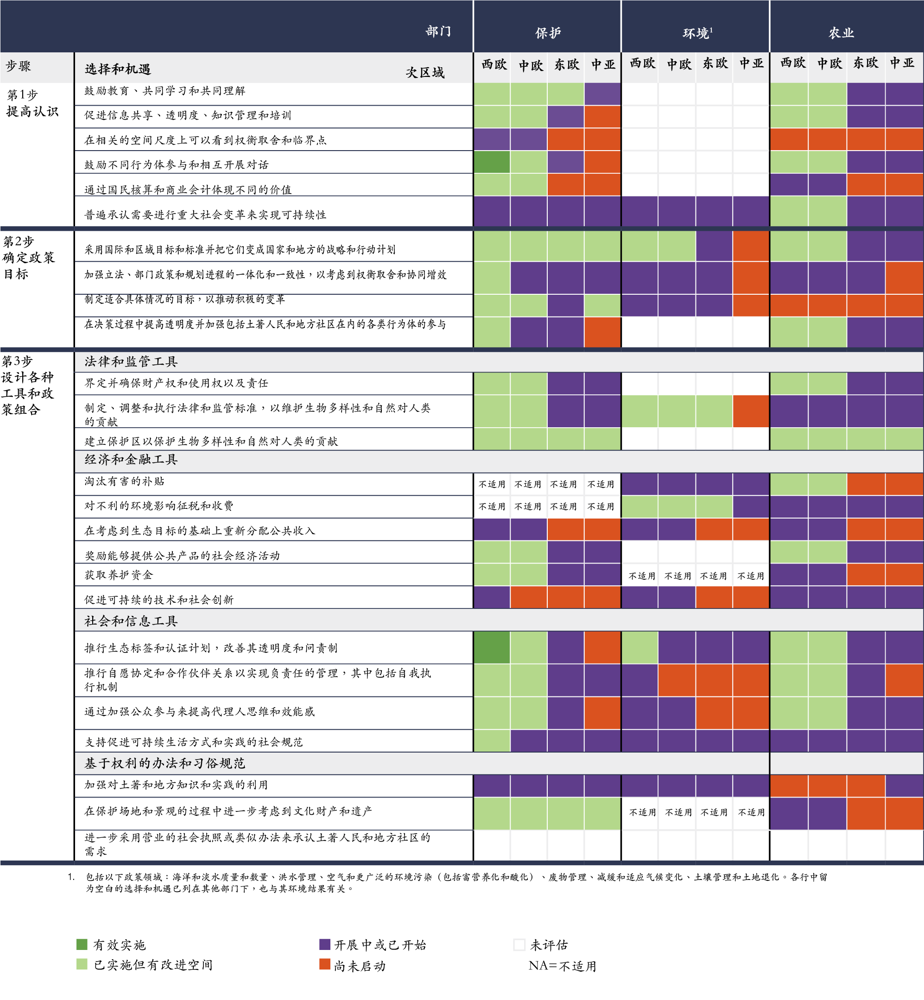 部门 保护 环境1 农业
步骤 选择和机遇 次区域 西欧 中欧 东欧 中亚 西欧 中欧 东欧 中亚 西欧 中欧 东欧 中亚
第1步
提高认识
鼓励教育、共同学习和共同理解
促进信息共享、透明度、知识管理和培训
在相关的空间尺度上可以看到权衡取舍和临界点
鼓励不同行为体参与和相互开展对话
通过国民核算和商业会计体现不同的价值
普遍承认需要进行重大社会变革来实现可持续性
第2步
确定政策
目标
采用国际和区域目标和标准并把它们变成国家和地方的战略和行动计划
加强立法、部门政策和规划进程的一体化和一致性，以考虑到权衡取舍和协同增效
制定适合具体情况的目标，以推动积极的变革
在决策过程中提高透明度并加强包括土著人民和地方社区在内的各类行为体的参与
第3步
设计各种
工具和政
策组合
法律和监管工具
界定并确保财产权和使用权以及责任
制定、调整和执行法律和监管标准，以维护生物多样性和自然对人类
的贡献
建立保护区以保护生物多样性和自然对人类的贡献
经济和金融工具
淘汰有害的补贴 不适用 不适用 不适用 不适用
对不利的环境影响征税和收费 不适用 不适用 不适用 不适用
在考虑到生态目标的基础上重新分配公共收入
奖励能够提供公共产品的社会经济活动
获取养护资金 不适用 不适用 不适用 不适用
促进可持续的技术和社会创新
社会和信息工具
推行生态标签和认证计划，改善其透明度和问责制
推行自愿协定和合作伙伴关系以实现负责任的管理，其中包括自我执
行机制
通过加强公众参与来提高代理人思维和效能感
支持促进可持续生活方式和实践的社会规范
基于权利的办法和习俗规范
加强对土著和地方知识和实践的利用
在保护场地和景观的过程中进一步考虑到文化财产和遗产 不适用 不适用 不适用 不适用
进一步采用营业的社会执照或类似办法来承认土著人民和地方社区的
需求
1. 包括以下政策领域：海洋和淡水质量和数量、洪水管理、空气和更广泛的环境污染（包括富营养化和酸化）、废物管理、减缓和适应气候变化、土壤管理和土地退化。各行中留
为空白的选择和机遇已列在其他部门下，也与其环境结果有关。
有效实施 开展中或已开始 未评估
已实施但有改进空间 尚未启动 NA=不适用